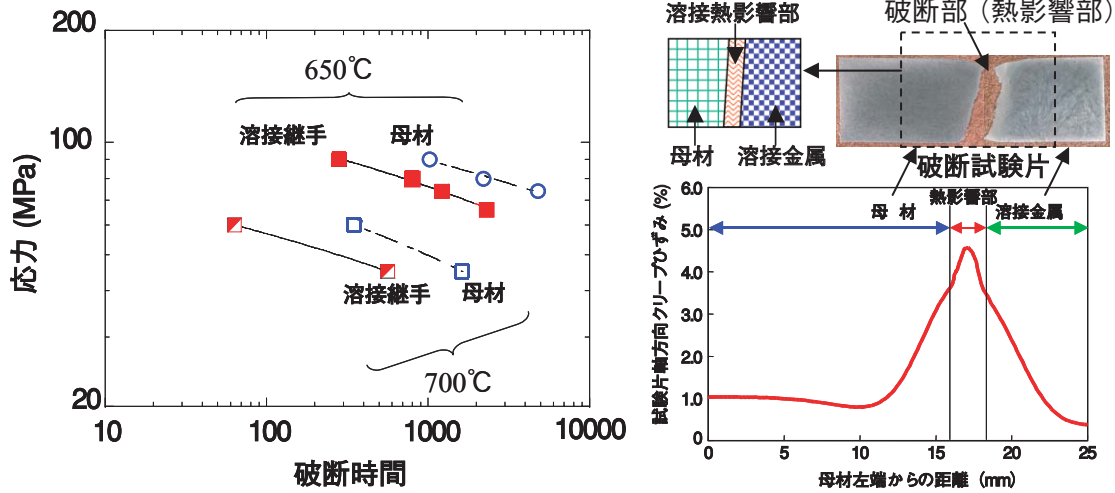 200
100
20
応力 (MPa)
650℃
溶接継手
母材
溶接継手
母材
700℃
10
100
1000
10000
破断時間
溶接熱影響部
破断部（熱影響部）
母材
溶接金属
破断試験片
6.0
5.0
4.0
3.0
2.0
1.0
0.0
試験片軸方向クリープひずみ (%)
母 材
熱影響部
溶接金属
0
5
10
15
20
25
母材左端からの距離 (mm)